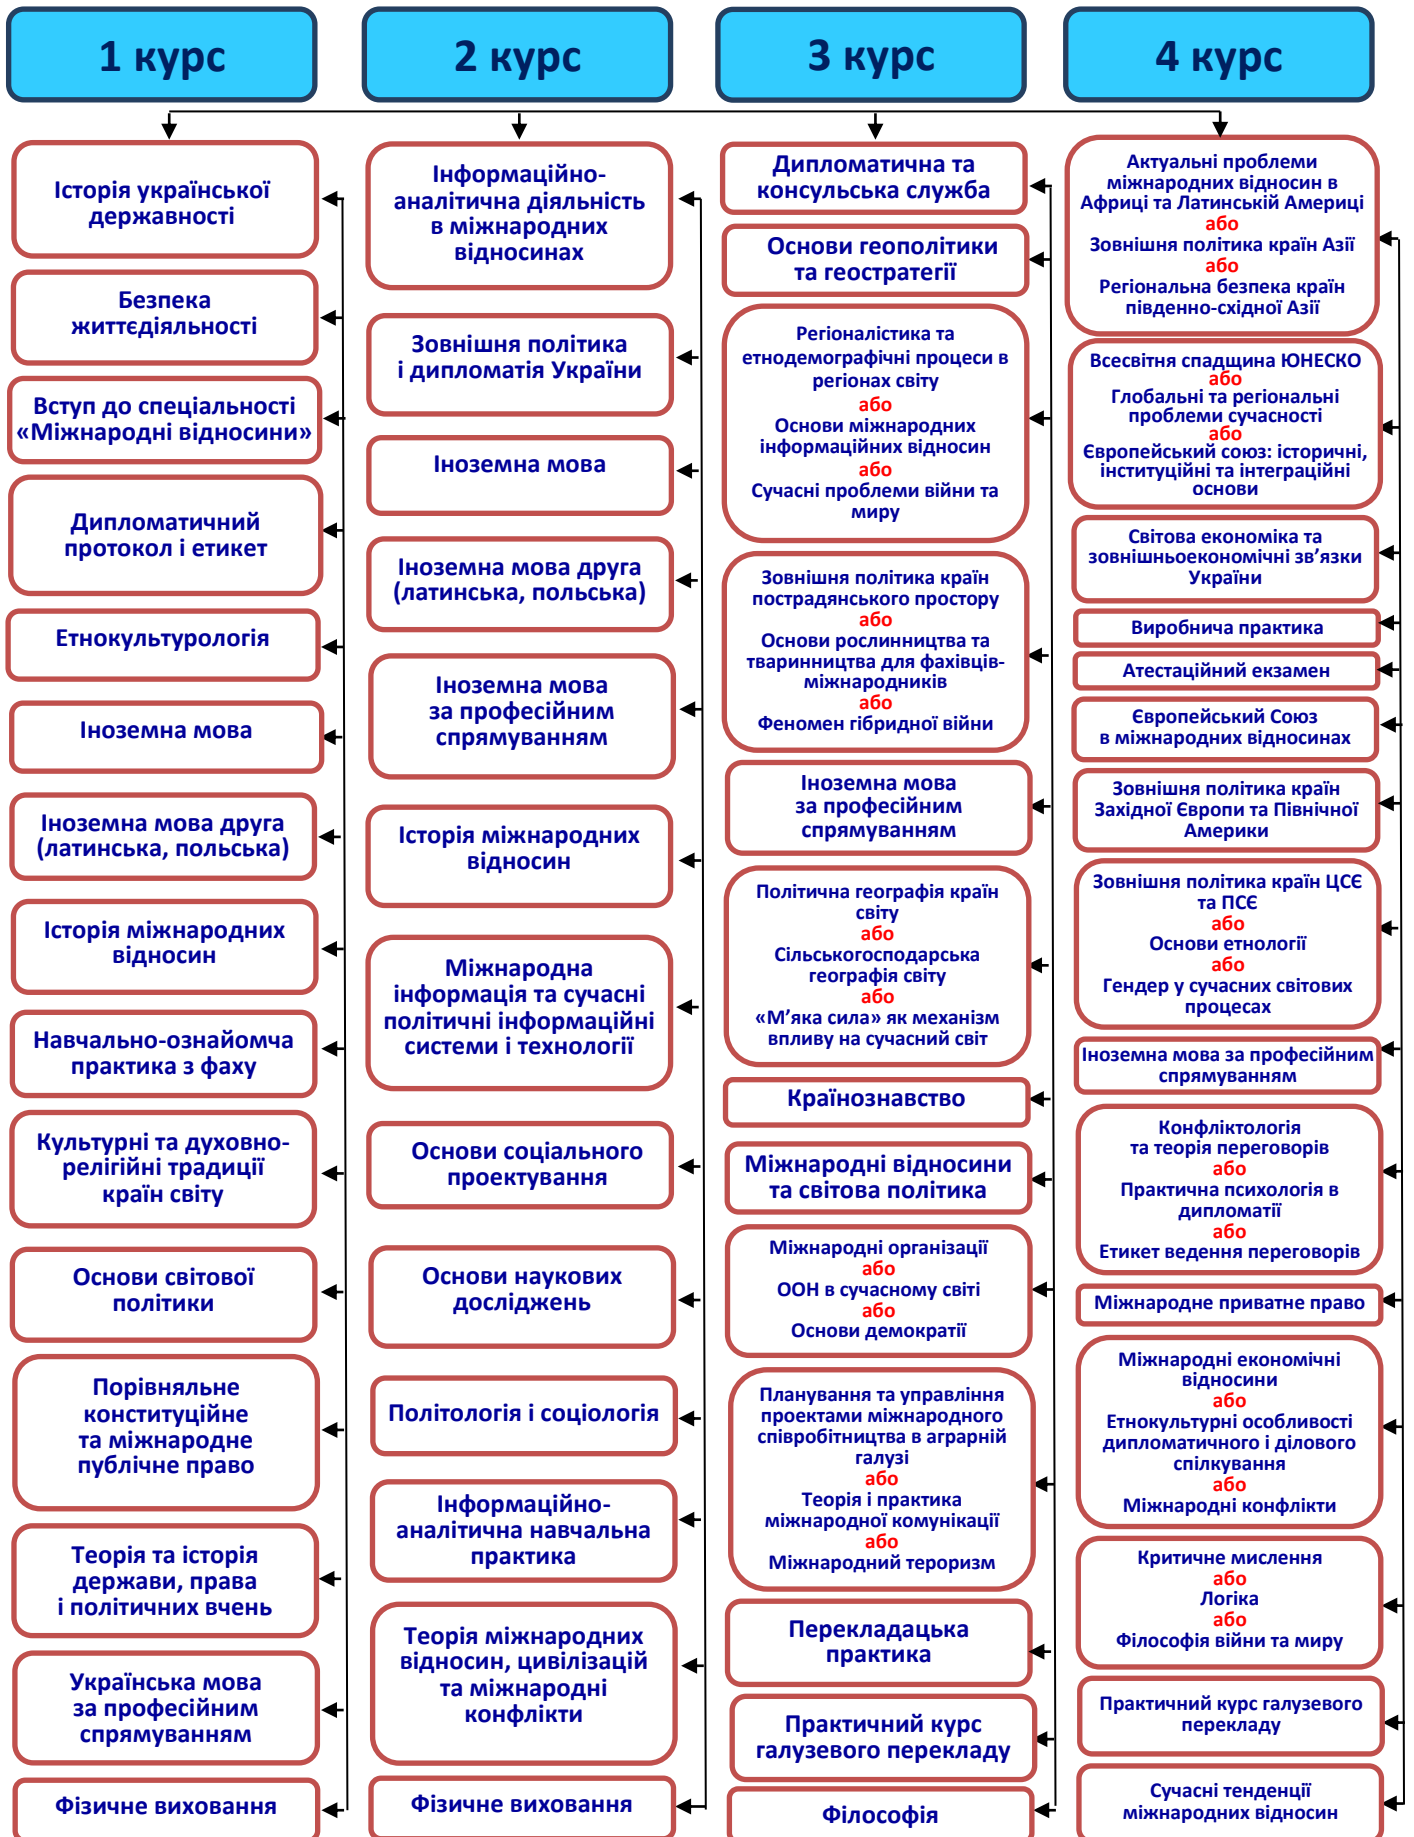 1 курс
2 курс
3 курс
4 курс
Історія української
державності
Безпека
життєдіяльності
Вступ до спеціальності
«Міжнародні відносини»
Дипломатичний
протокол і етикет
Етнокультурологія
Іноземна мова
Іноземна мова друга
(латинська, польська)
Історія міжнародних
відносин
Навчально-ознайомча
практика з фаху
Культурні та духовно-
релігійні традиції
країн світу
Основи світової
політики
Порівняльне
конституційне
та міжнародне
публічне право
Теорія та історія
держави, права
і політичних вчень
Українська мова
за професійним
спрямуванням
Фізичне виховання
Інформаційно-
аналітична діяльність
в міжнародних
відносинах
Зовнішня політика
і дипломатія України
Іноземна мова
Іноземна мова друга
(латинська, польська)
Іноземна мова
за професійним
спрямуванням
Історія міжнародних
відносин
Міжнародна
інформація та сучасні
політичні інформаційні
системи і технології
Основи соціального
проектування
Основи наукових
досліджень
Політологія і соціологія
Інформаційно-
аналітична навчальна
практика
Теорія міжнародних
відносин, цивілізацій
та міжнародні
конфлікти
Фізичне виховання
Дипломатична та
консульська служба
Основи геополітики
та геостратегії
Регіоналістика та
етнодемографічні процеси в
регіонах світу
або
Основи міжнародних
інформаційних відносин
або
Сучасні проблеми війни та
миру
Зовнішня політика країн
пострадянського простору
або
Основи рослинництва та
тваринництва для фахівців-
міжнародників
або
Феномен гібридної війни
Іноземна мова
за професійним
спрямуванням
Політична географія країн
світу
або
Сільськогосподарська
географія світу
або
«М’яка сила» як механізм
впливу на сучасний світ
Країнознавство
Міжнародні відносини
та світова політика
Міжнародні організації
або
ООН в сучасному світі
або
Основи демократії
Планування та управління
проектами міжнародного
співробітництва в аграрній
галузі
або
Теорія і практика
міжнародної комунікації
або
Міжнародний тероризм
Перекладацька
практика
Практичний курс
галузевого перекладу
Філософія
Актуальні проблеми
міжнародних відносин в
Африці та Латинській Америці
або
Зовнішня політика країн Азії
або
Регіональна безпека країн
південно-східної Азії
Всесвітня спадщина ЮНЕСКО
або
Глобальні та регіональні
проблеми сучасності
або
Європейський союз: історичні,
інституційні та інтеграційні
основи
Світова економіка та
зовнішньоекономічні зв’язки
України
Виробнича практика
Атестаційний екзамен
Європейський Союз
в міжнародних відносинах
Зовнішня політика країн
Західної Європи та Північної
Америки
Зовнішня політика країн ЦСЄ
та ПСЄ
або
Основи етнології
або
Гендер у сучасних світових
процесах
Іноземна мова за професійним
спрямуванням
Конфліктологія
та теорія переговорів
або
Практична психологія в
дипломатії
або
Етикет ведення переговорів
Міжнародне приватне право
Міжнародні економічні
відносини
або
Етнокультурні особливості
дипломатичного і ділового
спілкування
або
Міжнародні конфлікти
Критичне мислення
або
Логіка
або
Філософія війни та миру
Практичний курс галузевого
перекладу
Сучасні тенденції
міжнародних відносин